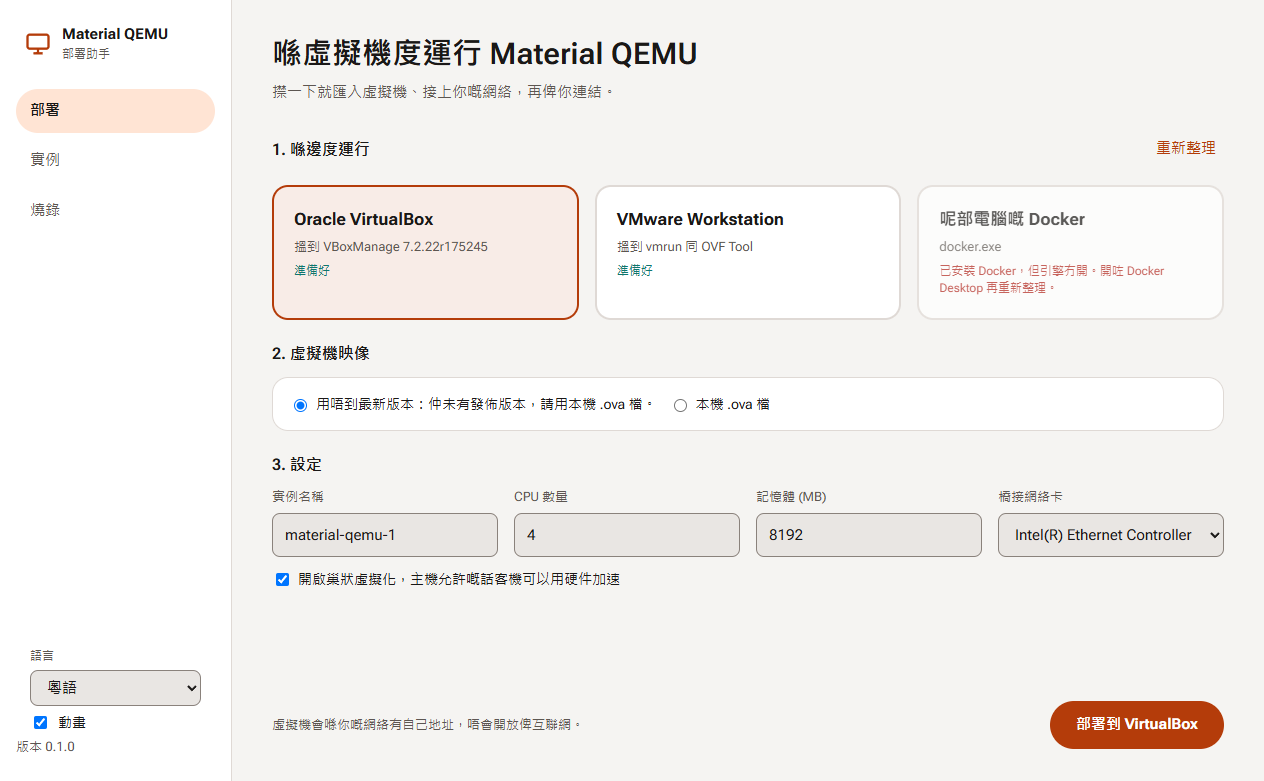 Material QEMU
部署助手
部署
實例
燒錄
語言
粵語
動畫
版本 0.1.0
喺虛擬機度運行 Material QEMU
㩒一下就匯入虛擬機、接上你嘅網絡，再俾你連結。
1. 喺邊度運行
重新整理
Oracle VirtualBox
搵到 VBoxManage 7.2.22r175245
準備好
VMware Workstation
搵到 vmrun 同 OVF Tool
準備好
呢部電腦嘅 Docker
docker.exe
已安裝 Docker，但引擎冇開。開咗 Docker
Desktop 再重新整理。
2. 虛擬機映像
用唔到最新版本：仲未有發佈版本，請用本機 .ova 檔。
本機 .ova 檔
3. 設定
實例名稱
CPU 數量
記憶體 (MB)
橋接網絡卡
material-qemu-1
4
8192
Intel(R) Ethernet Controller
開啟巢狀虛擬化，主機允許嘅話客機可以用硬件加速
虛擬機會喺你嘅網絡有自己地址，唔會開放俾互聯網。
部署到 VirtualBox